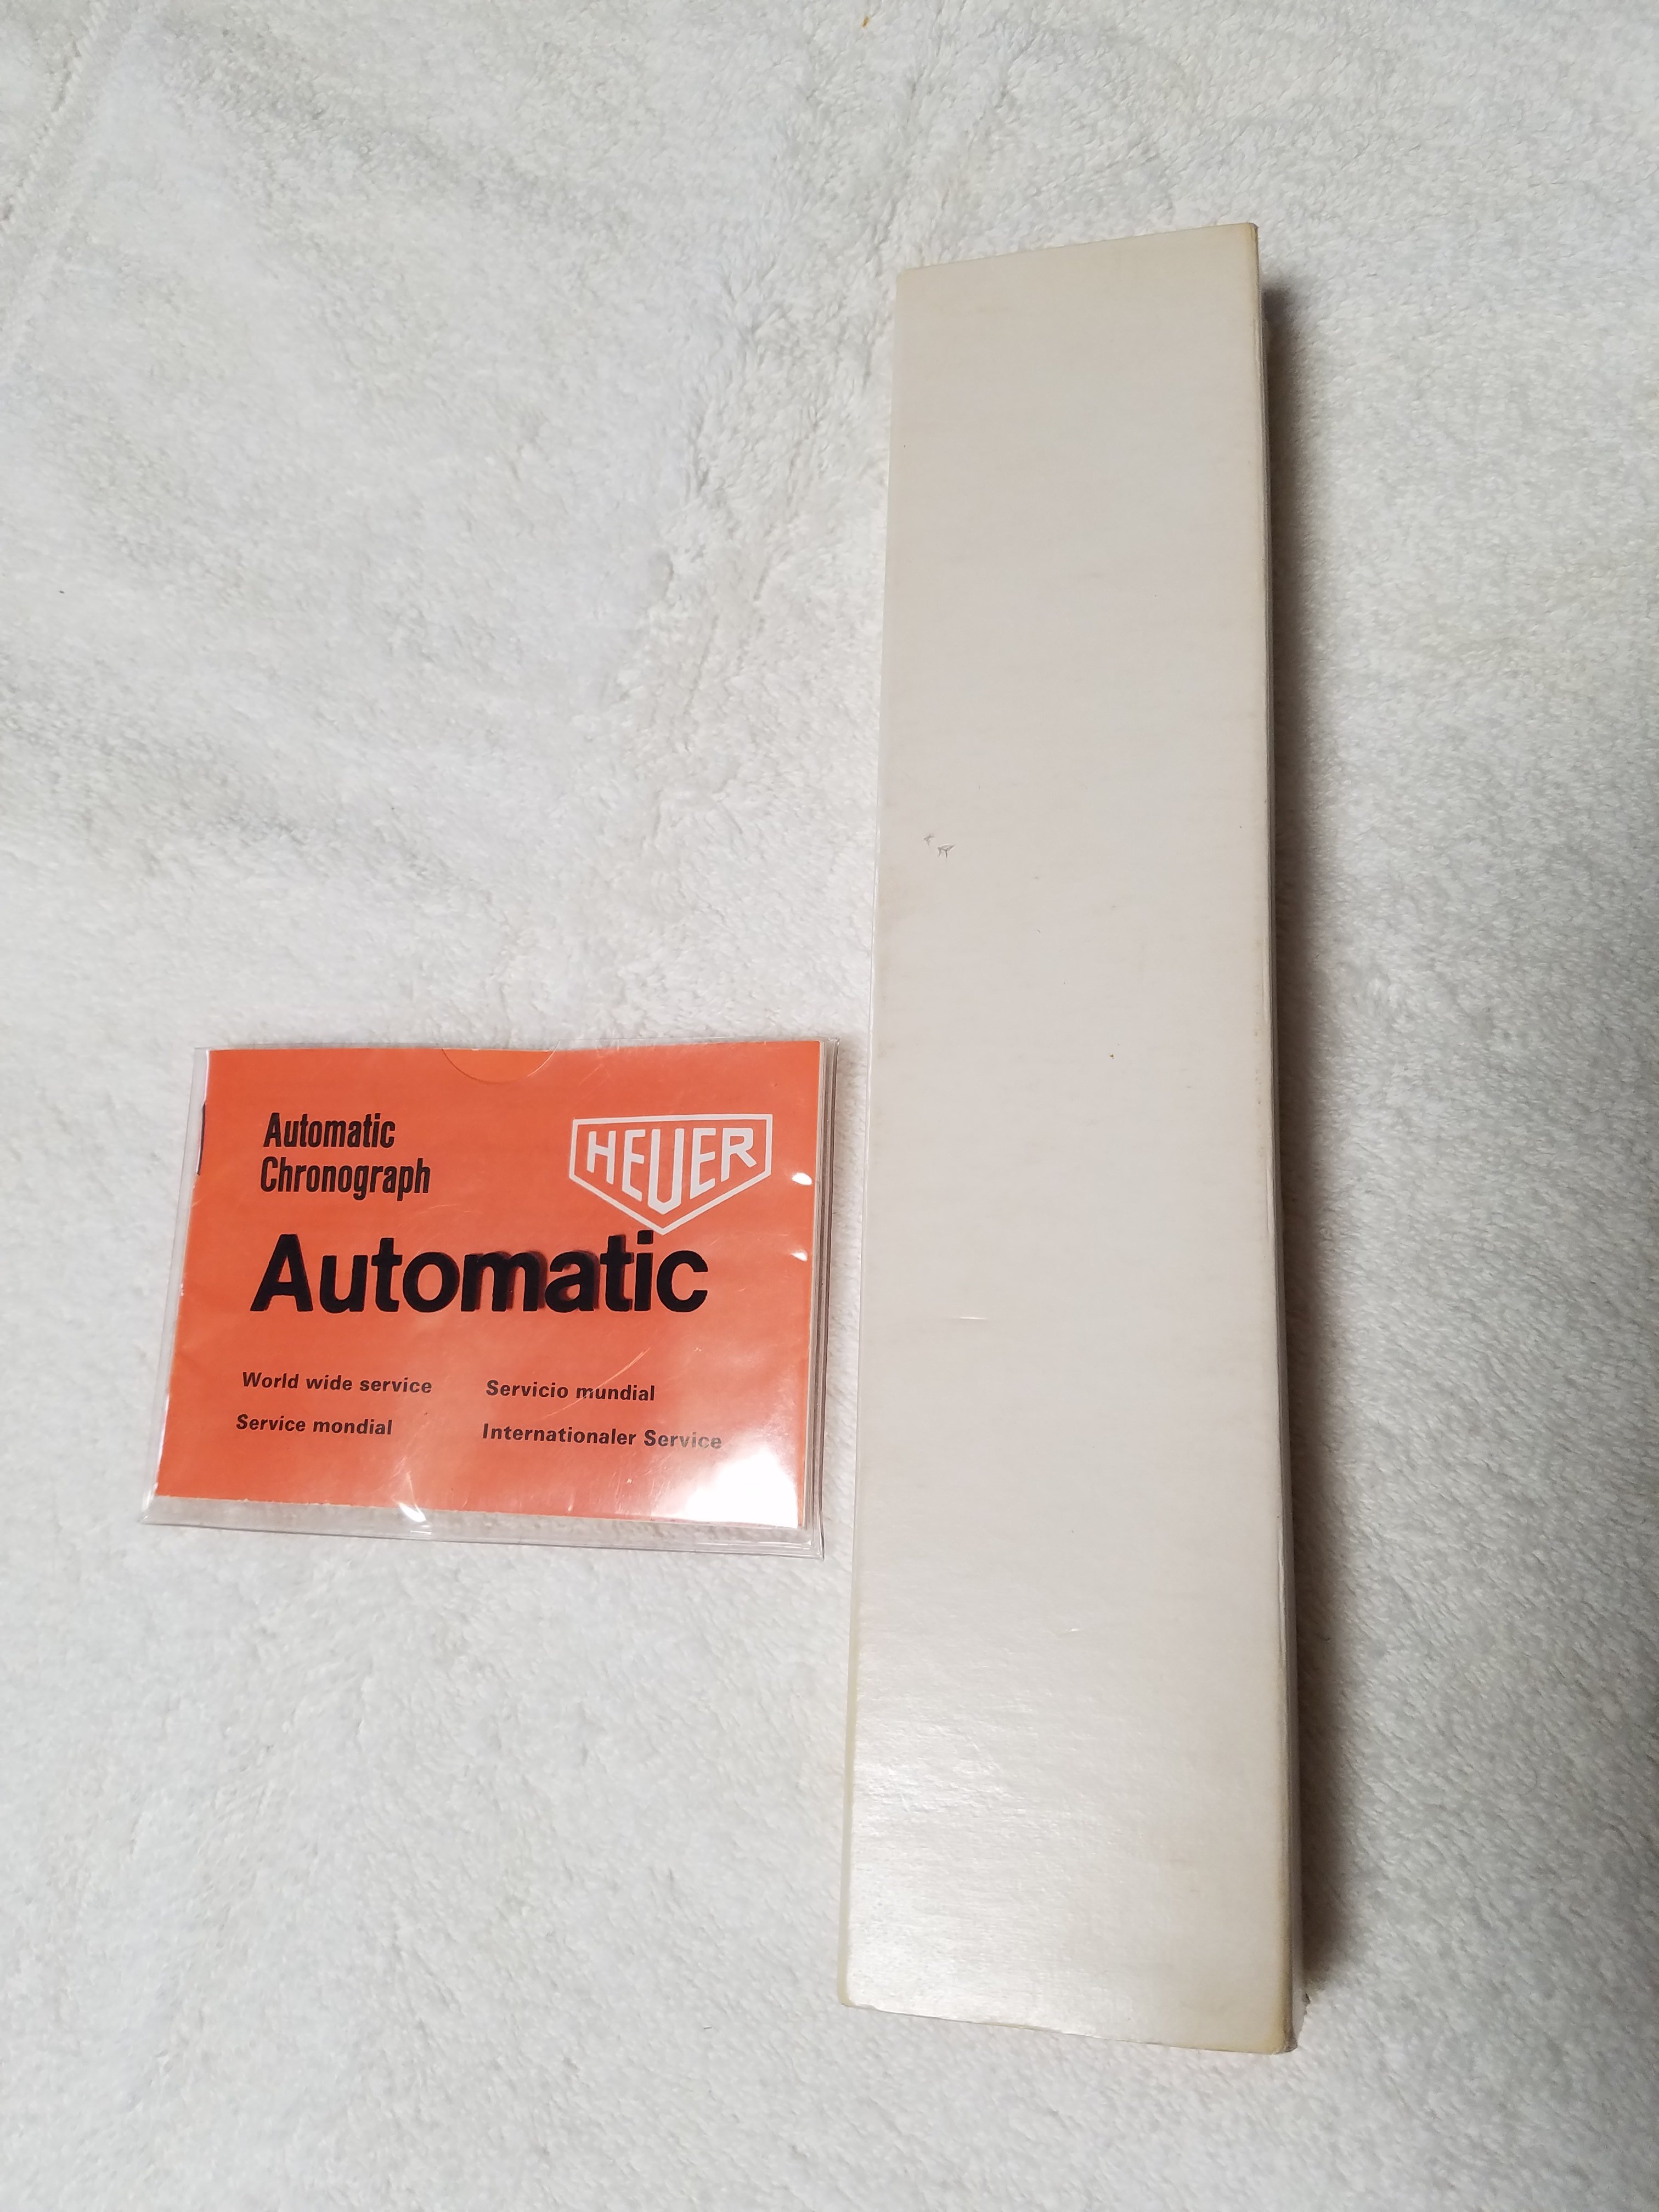 Automatic
Chronograph
HEUER
Automatic
World wide service
Servicio mundial
Service mondial
Internationaler Service